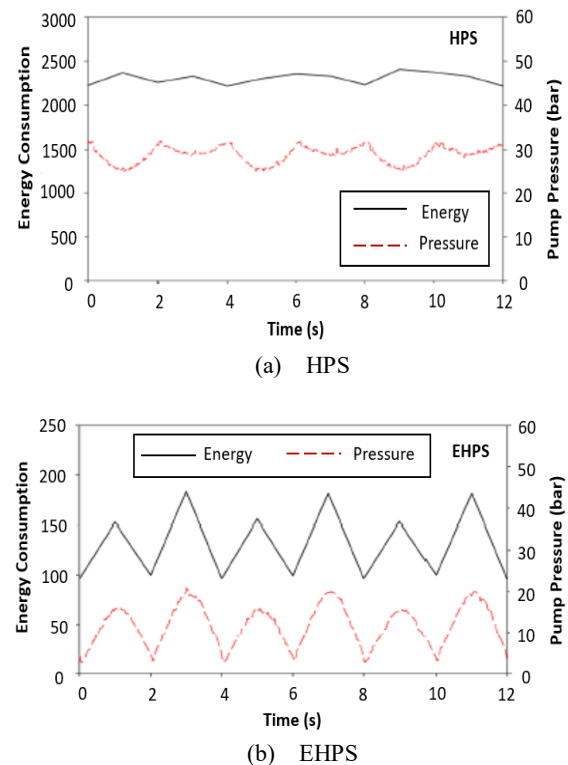 HPS
3000
2500
2000
1500
1000
500
0
Energy Consumption
60
50
40
30
20
10
0
Pump Pressure (bar)
Energy
Pressure
0 2 4 6 8 10 12
Time (s)
(a) HPS
250
200
150
100
50
0
Energy Consumption
Energy Pressure EHPS
60
50
40
30
20
10
0
Pump Pressure (bar)
0 2 4 6 8 10 12
Time (s)
(b) EHPS